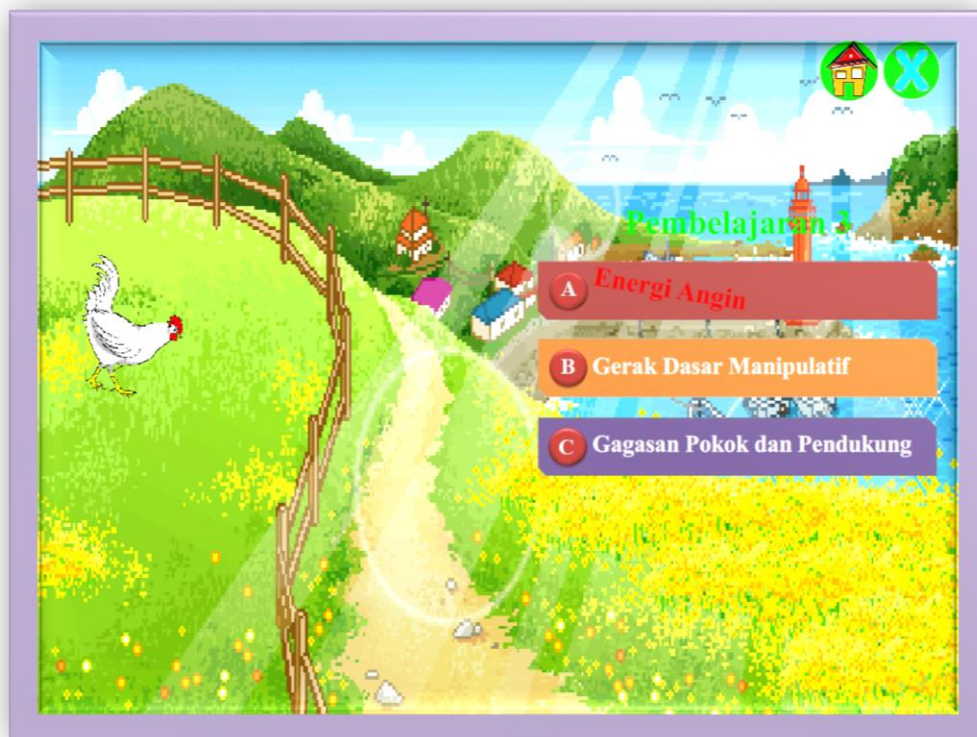 Pembelajaran 3
A Energi Angin
B Gerak Dasar Manipulatif
C Gagasan Pokok dan Pendukung